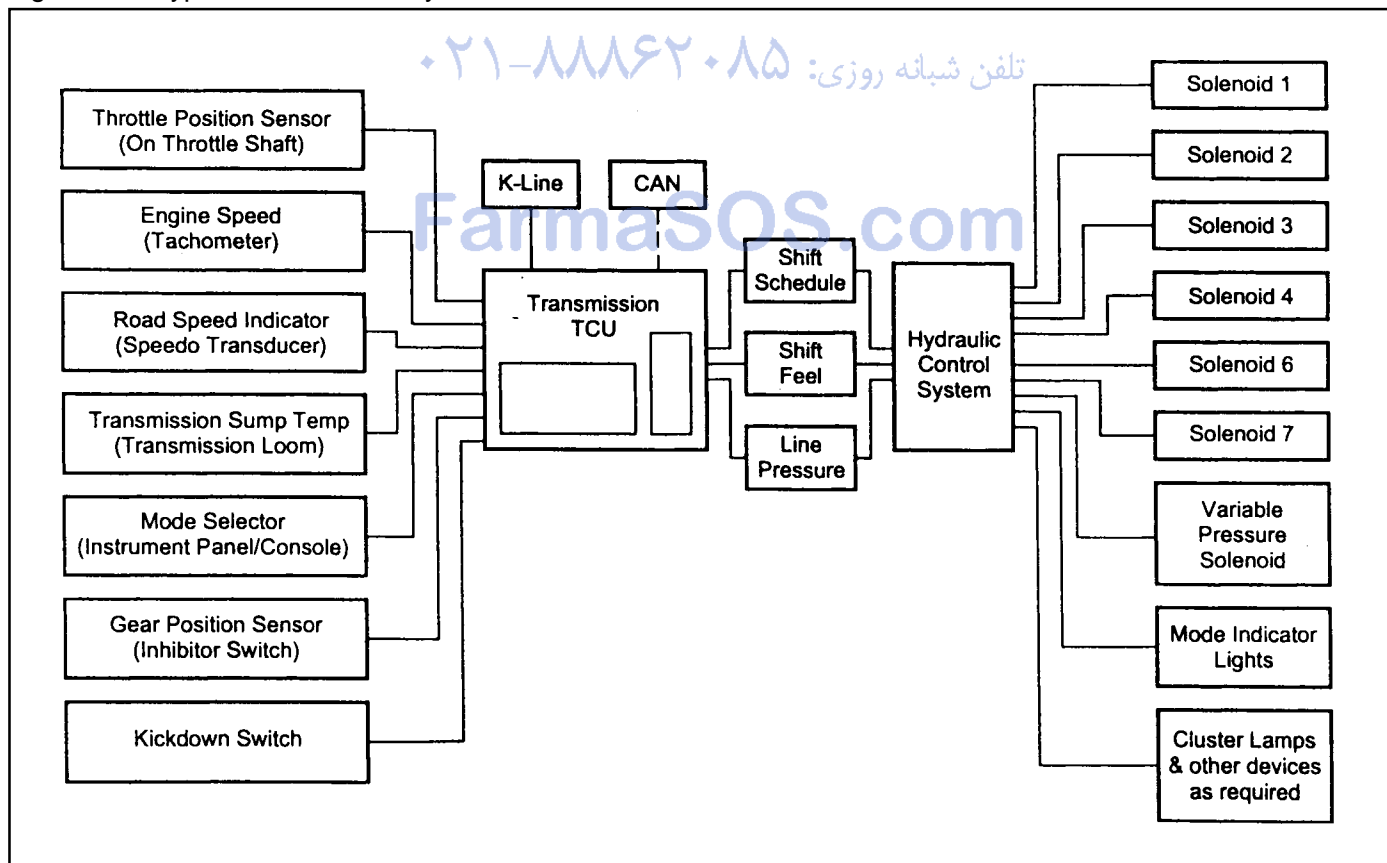 تلفن شبانه روزی: ۰۲۱-۸۸۸۶۲۰۸۵
FarmaSOS.com
Throttle Position Sensor
(On Throttle Shaft)
Engine Speed
(Tachometer)
Road Speed Indicator
(Speedo Transducer)
Transmission Sump Temp
(Transmission Loom)
Mode Selector
(Instrument Panel/Console)
Gear Position Sensor
(Inhibitor Switch)
Kickdown Switch
K-Line
CAN
Transmission
TCU
Shift
Schedule
Shift
Feel
Line
Pressure
Hydraulic
Control
System
Solenoid 1
Solenoid 2
Solenoid 3
Solenoid 4
Solenoid 6
Solenoid 7
Variable
Pressure
Solenoid
Mode Indicator
Lights
Cluster Lamps
& other devices
as required